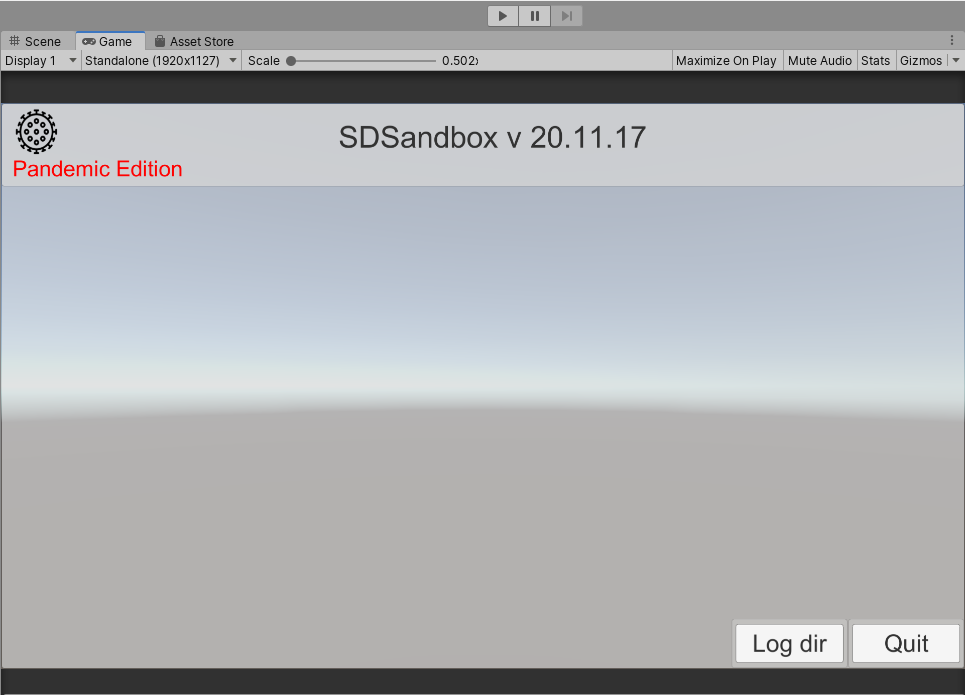 Scene Game Asset Store
Display 1 Standalone (1920x1127) Scale 0.502x Maximize On Play Mute Audio Stats Gizmos
SDSandbox v 20.11.17
Pandemic Edition
Log dir Quit